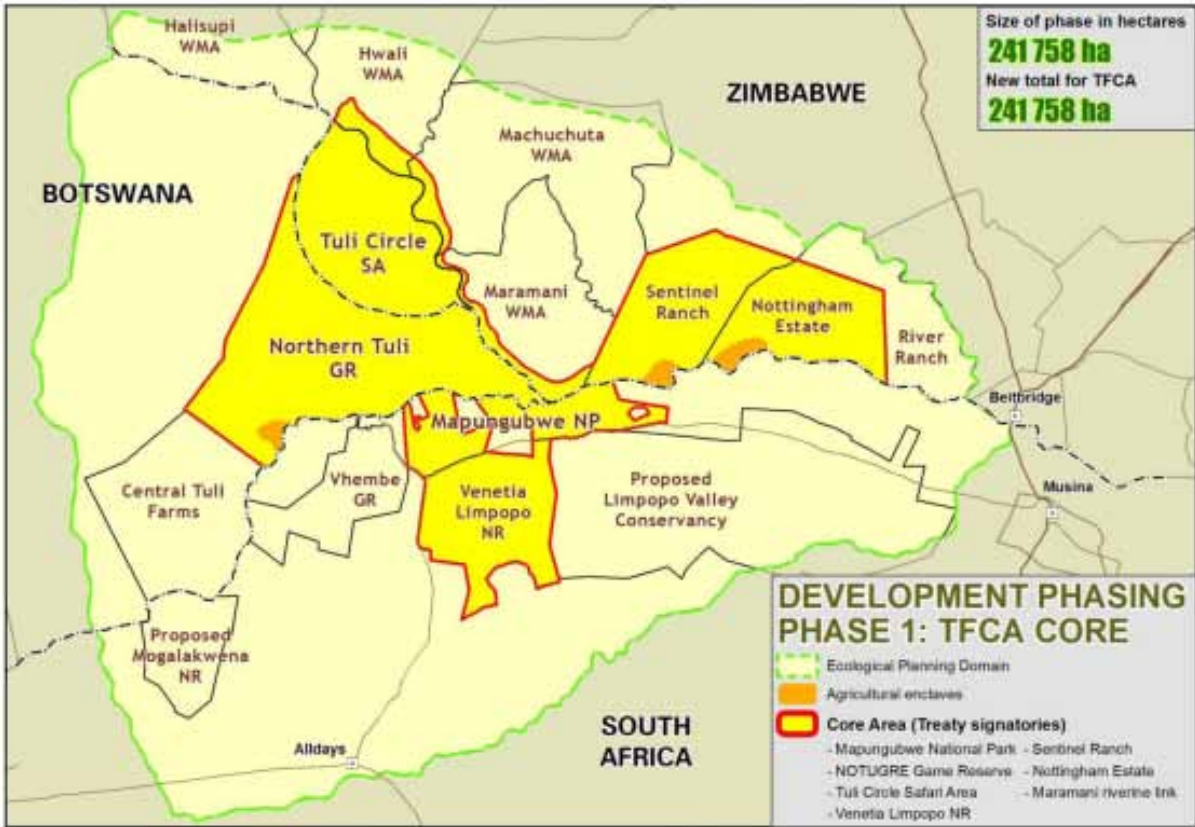 Halisupi
WMA
Hwali
WMA
Size of phase in hectares
241 758 ha
New total for TFCA
241 758 ha
ZIMBABWE
Machuchuta
WMA
BOTSWANA
Tuli Circle
SA
Maramani
WMA
Sentinel
Ranch
Nottingham
Estate
River
Ranch
Northern Tuli
GR
Beitbridge
Mapungubwe NP
Central Tuli
Farms
Vhembe
GR
Venetia
Limpopo
NR
Proposed
Limpopo Valley
Conservancy
Musina
Proposed
Mogalakwena
NR
Alldays
SOUTH
AFRICA
DEVELOPMENT PHASING
PHASE 1: TFCA CORE
Ecological Planning Domain
Agricultural enclaves
Core Area (Treaty signatories)
- Mapungubwe National Park - Sentinel Ranch
- NOTUGRE Game Reserve - Nottingham Estate
- Tuli Circle Safari Area - Maramani riverine link
- Venetia Limpopo NR